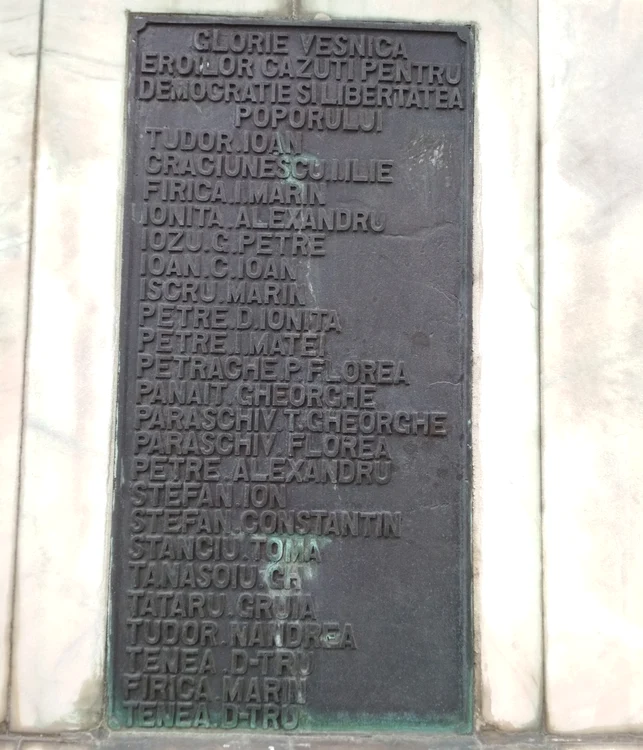 GLORIE VESNICA
EROILOR CAZUTI PENTRU
DEMOCRATIE SI LIBERTATEA
POPORULUI
TUDOR.IOAN
CRACIUNESCU.I.ILIE
FIRICA.I.MARIN
IONITA.ALEXANDRU
IOZU.G.PETRE
IOAN.C.IOAN
ISCRU.MARIN
PETRE.D.IONITA
PETRE.I.MATEI
PETRACHE.P.FLOREA
PANAIT.GHEORGHE
PARASCHIV.T.GHEORGHE
PARASCHIV.FLOREA
PETRE.ALEXANDRU
STEFAN.ION
STEFAN.CONSTANTIN
STANCIU.TOMA
TANASOIU.GH
TATARU.GRUIA
TUDOR.NANDREA
TENEA.D-TRU
FIRICA.MARIN
TENEA.D-TRU